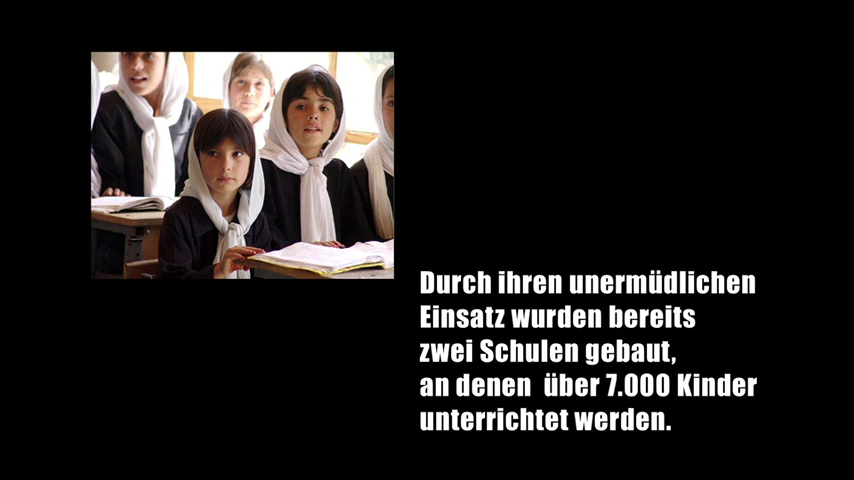 Durch ihren unermüdlichen
Einsatz wurden bereits
zwei Schulen gebaut,
an denen  über 7.000 Kinder
unterrichtet werden.